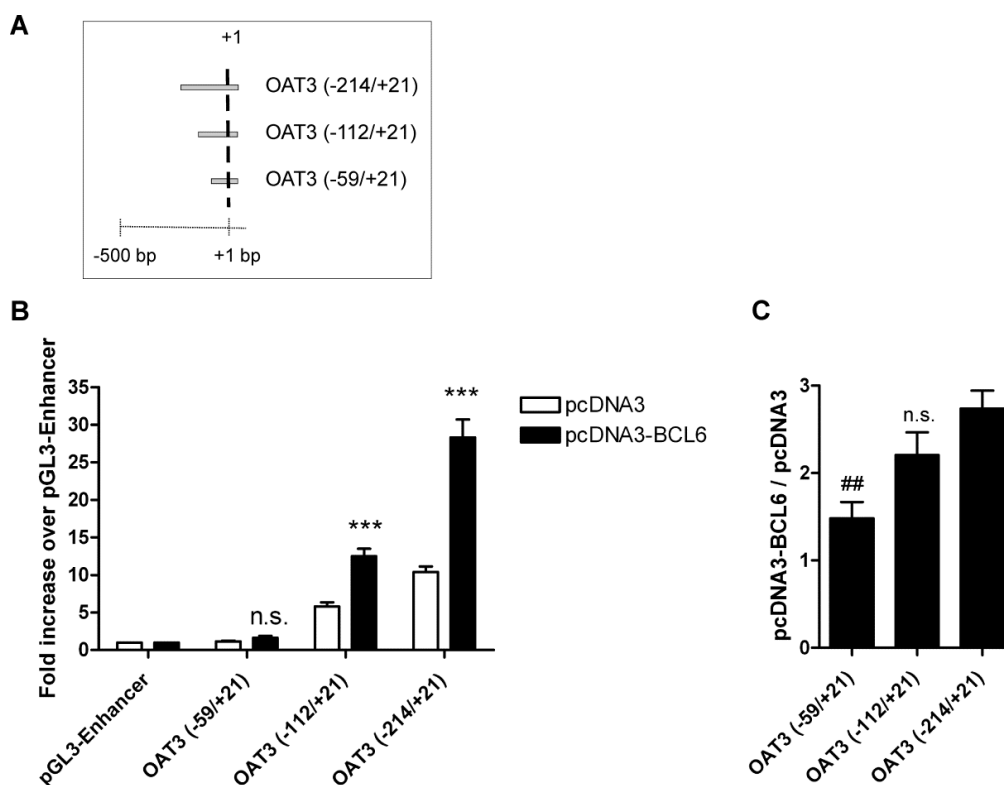 A
+1
OAT3 (-214/+21)
OAT3 (-112/+21)
OAT3 (-59/+21)
-500 bp
+1 bp
B
Fold increase over pGL3-Enhancer
35
30
25
20
15
10
5
0
n.s.
***
***
pcDNA3
pcDNA3-BCL6
pGL3-Enhancer
OAT3 (-59/+21)
OAT3 (-112/+21)
OAT3 (-214/+21)
C
pcDNA3-BCL6 / pcDNA3
3
2
1
0
##
n.s.
OAT3 (-59/+21)
OAT3 (-112/+21)
OAT3 (-214/+21)